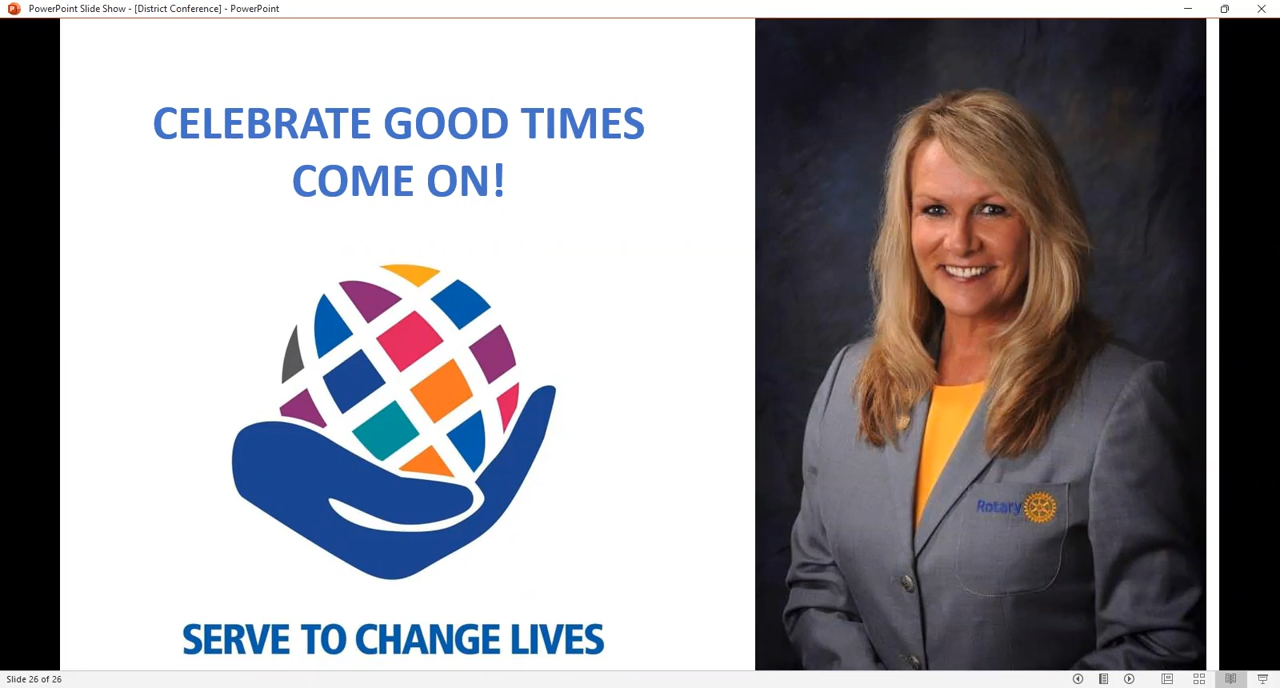 PowerPoint Slide Show - [District Conference] - PowerPoint
CELEBRATE GOOD TIMES
COME ON!
Rotary
SERVE TO CHANGE LIVES
Slide 26 of 26